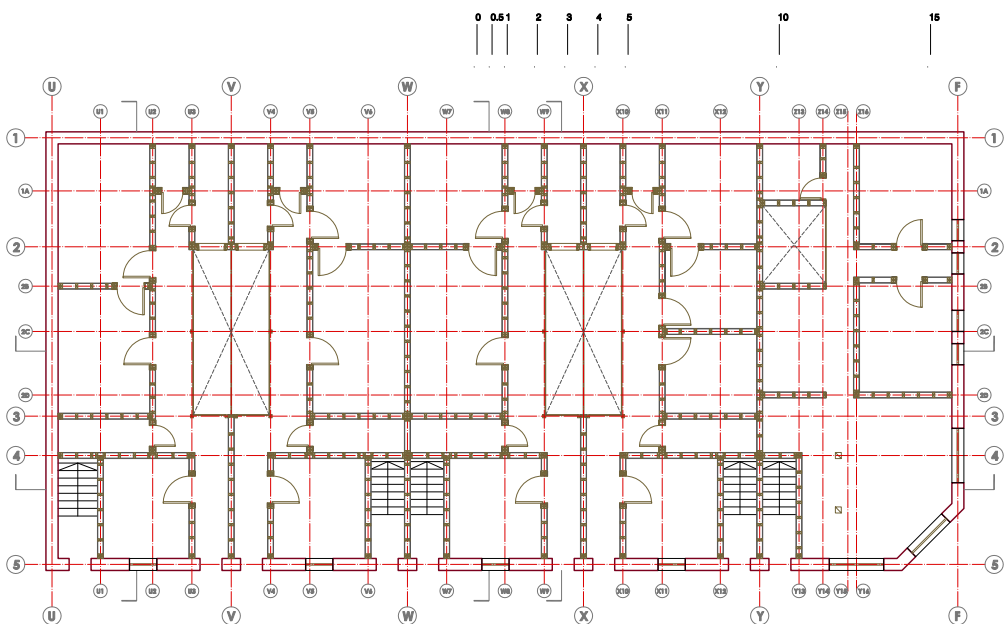 0 0.5 1 2 3 4 5 10 15
U V W X Y F
U1 U2 U3 V4 V5 V6 W7 W8 W9 X10 X11 X12 Z13 Z14 Z15 Z16
1 1
1A 1A
2 2
2B 2B
2C 2C
2D 2D
3 3
4 4
5 5
U1 U2 U3 V4 V5 V6 W7 W8 W9 X10 X11 X12 Y13 Y14 Y15 Y16
U V W X Y F